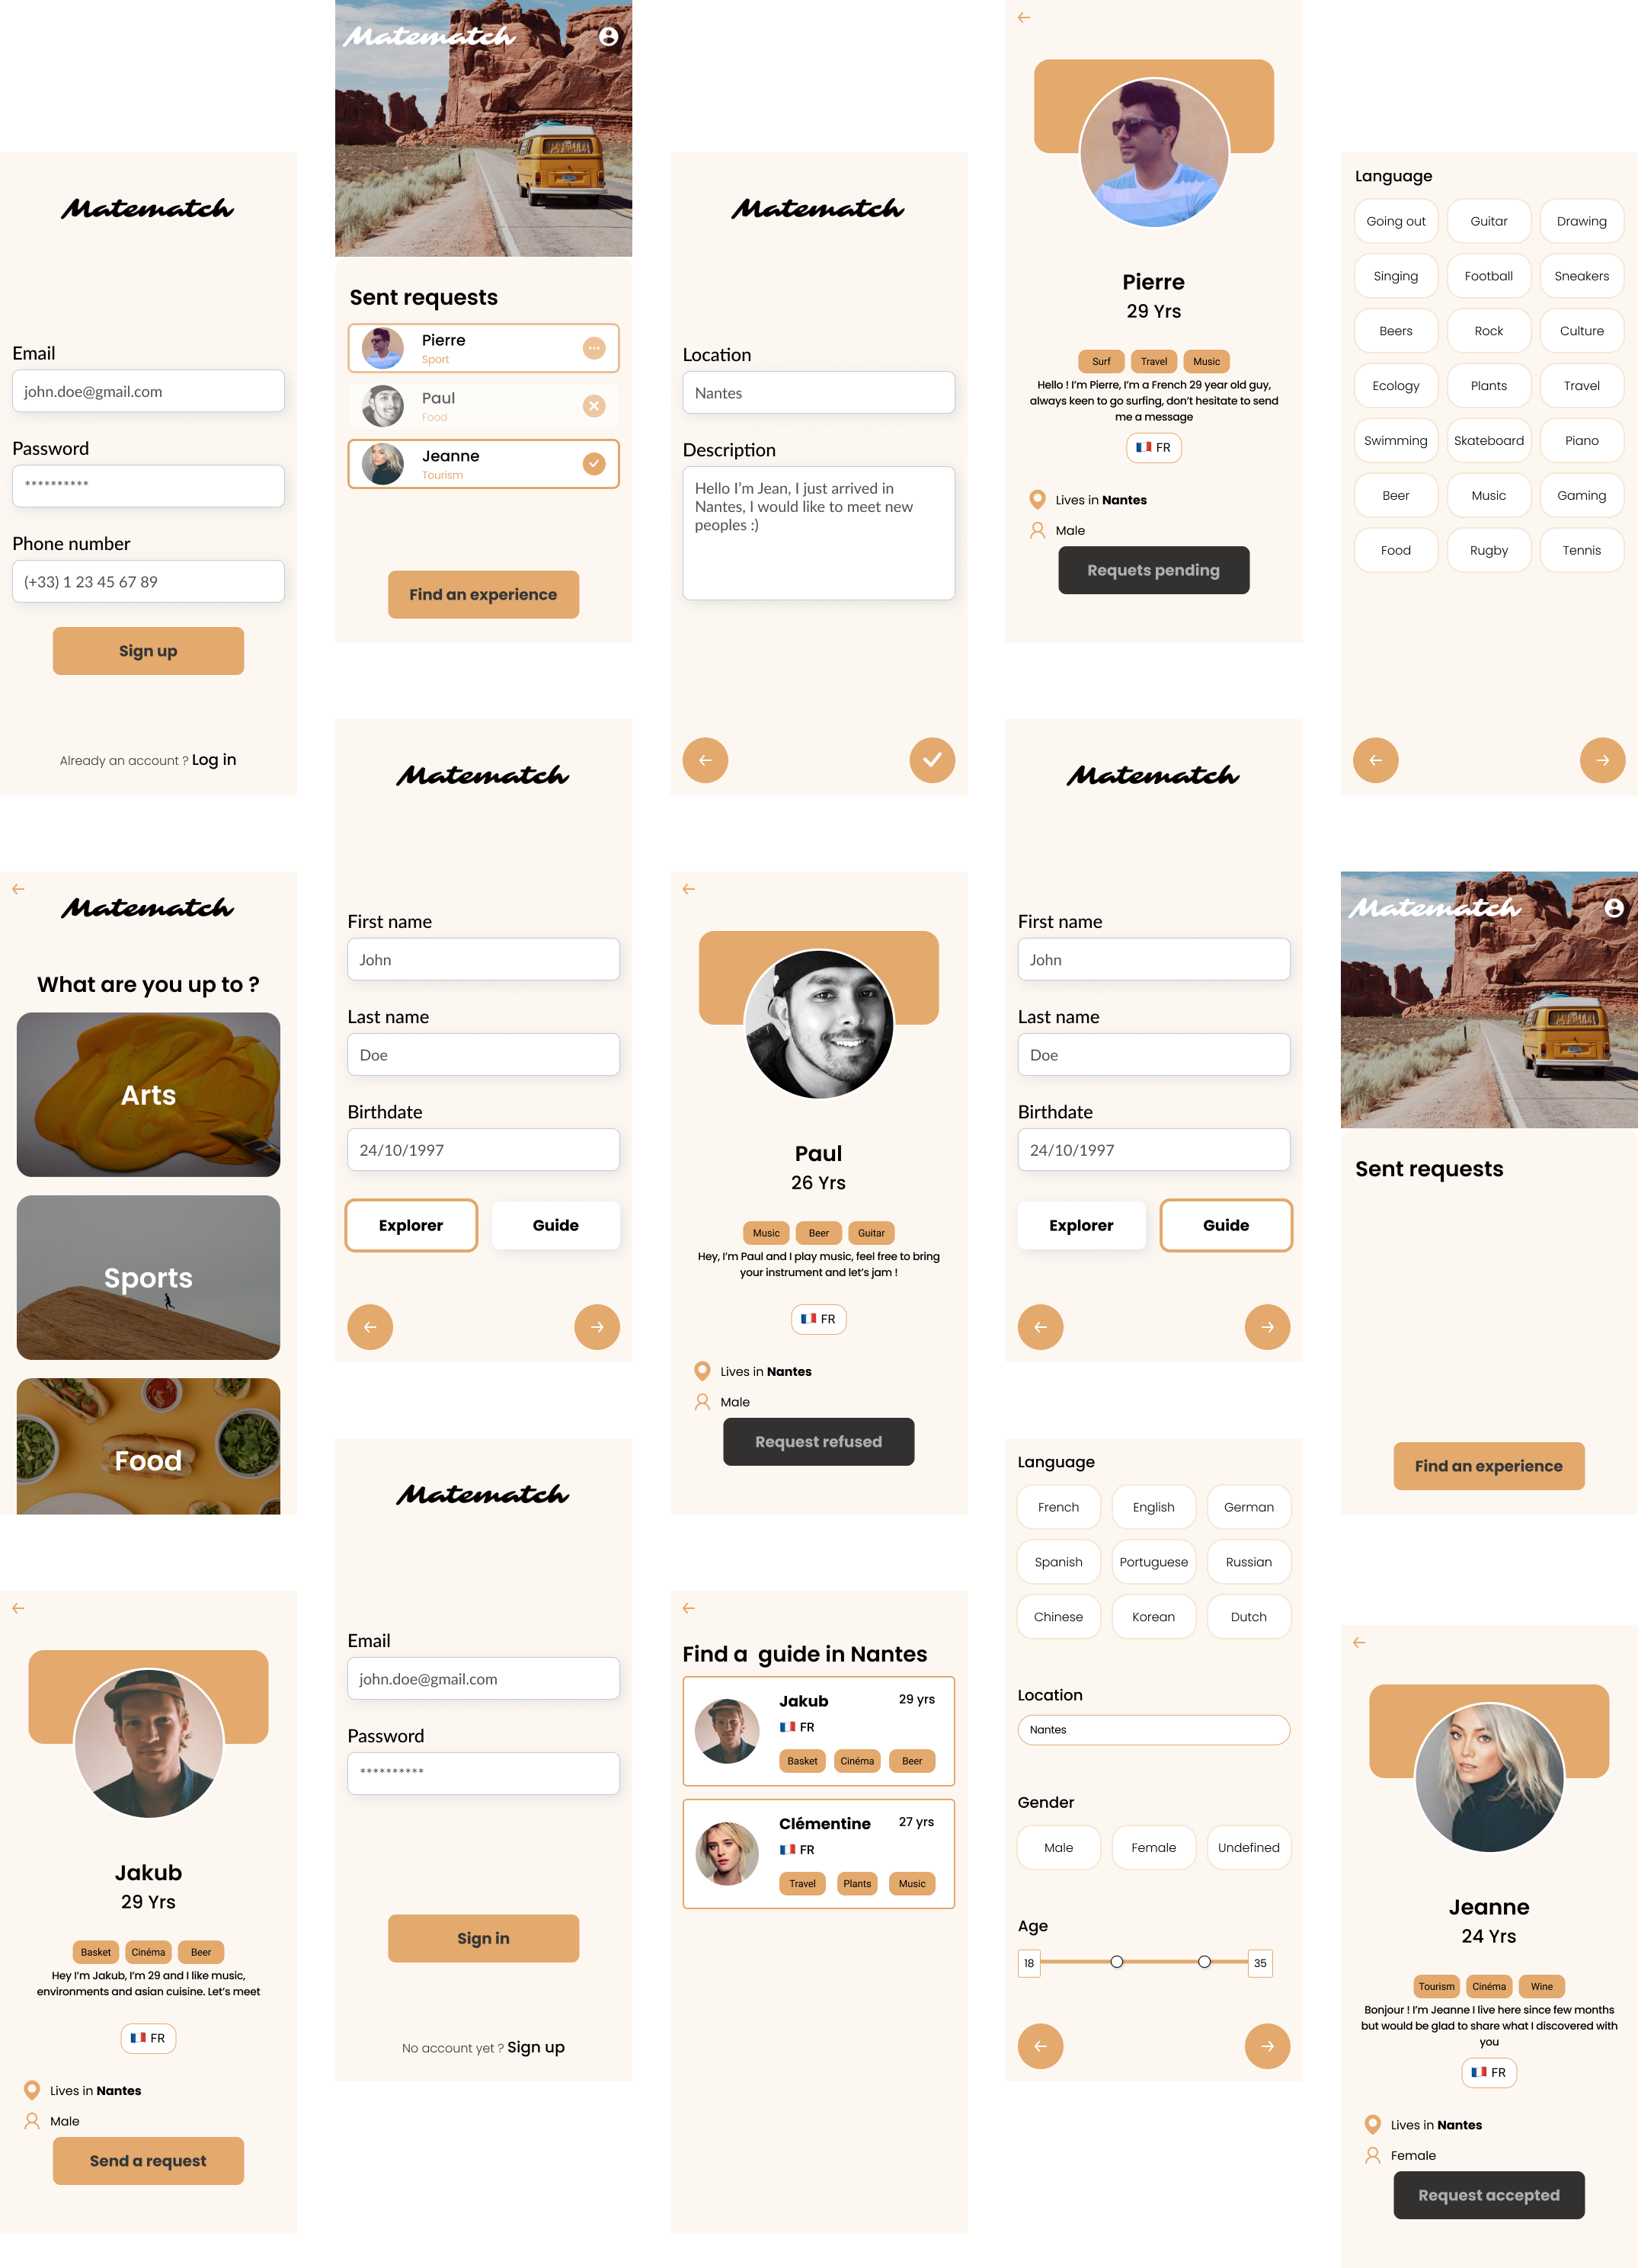 Matematch
Email
john.doe@gmail.com
Password
**********
Phone number
(+33) 1 23 45 67 89
Sign up
Already an account ? Log in
Matematch
What are you up to ?
Arts
Sports
Food
Jakub
29 Yrs
Basket Cinéma Beer
Hey I'm Jakub, I'm 29 and I like music,
environments and asian cuisine. Let's meet
FR
Lives in Nantes
Male
Send a request
Matematch
Sent requests
Pierre
Sport
Paul
Food
Jeanne
Tourism
Find an experience
Matematch
First name
John
Last name
Doe
Birthdate
24/10/1997
Explorer Guide
Matematch
Email
john.doe@gmail.com
Password
**********
Sign in
No account yet ? Sign up
Matematch
Location
Nantes
Description
Hello I'm Jean, I just arrived in
Nantes, I would like to meet new
peoples :)
Paul
26 Yrs
Music Beer Guitar
Hey, I'm Paul and I play music, feel free to bring
your instrument and let's jam !
FR
Lives in Nantes
Male
Request refused
Find a guide in Nantes
Jakub 29 yrs
FR
Basket Cinéma Beer
Clémentine 27 yrs
FR
Travel Plants Music
Pierre
29 Yrs
Surf Travel Music
Hello ! I'm Pierre, I'm a French 29 year old guy,
always keen to go surfing, don't hesitate to send
me a message
FR
Lives in Nantes
Male
Requets pending
Matematch
First name
John
Last name
Doe
Birthdate
24/10/1997
Explorer Guide
Language
French English German
Spanish Portuguese Russian
Chinese Korean Dutch
Location
Nantes
Gender
Male Female Undefined
Age
18 35
Language
Going out Guitar Drawing
Singing Football Sneakers
Beers Rock Culture
Ecology Plants Travel
Swimming Skateboard Piano
Beer Music Gaming
Food Rugby Tennis
Matematch
Sent requests
Find an experience
Jeanne
24 Yrs
Tourism Cinéma Wine
Bonjour ! I'm Jeanne I live here since few months
but would be glad to share what I discovered with
you
FR
Lives in Nantes
Female
Request accepted